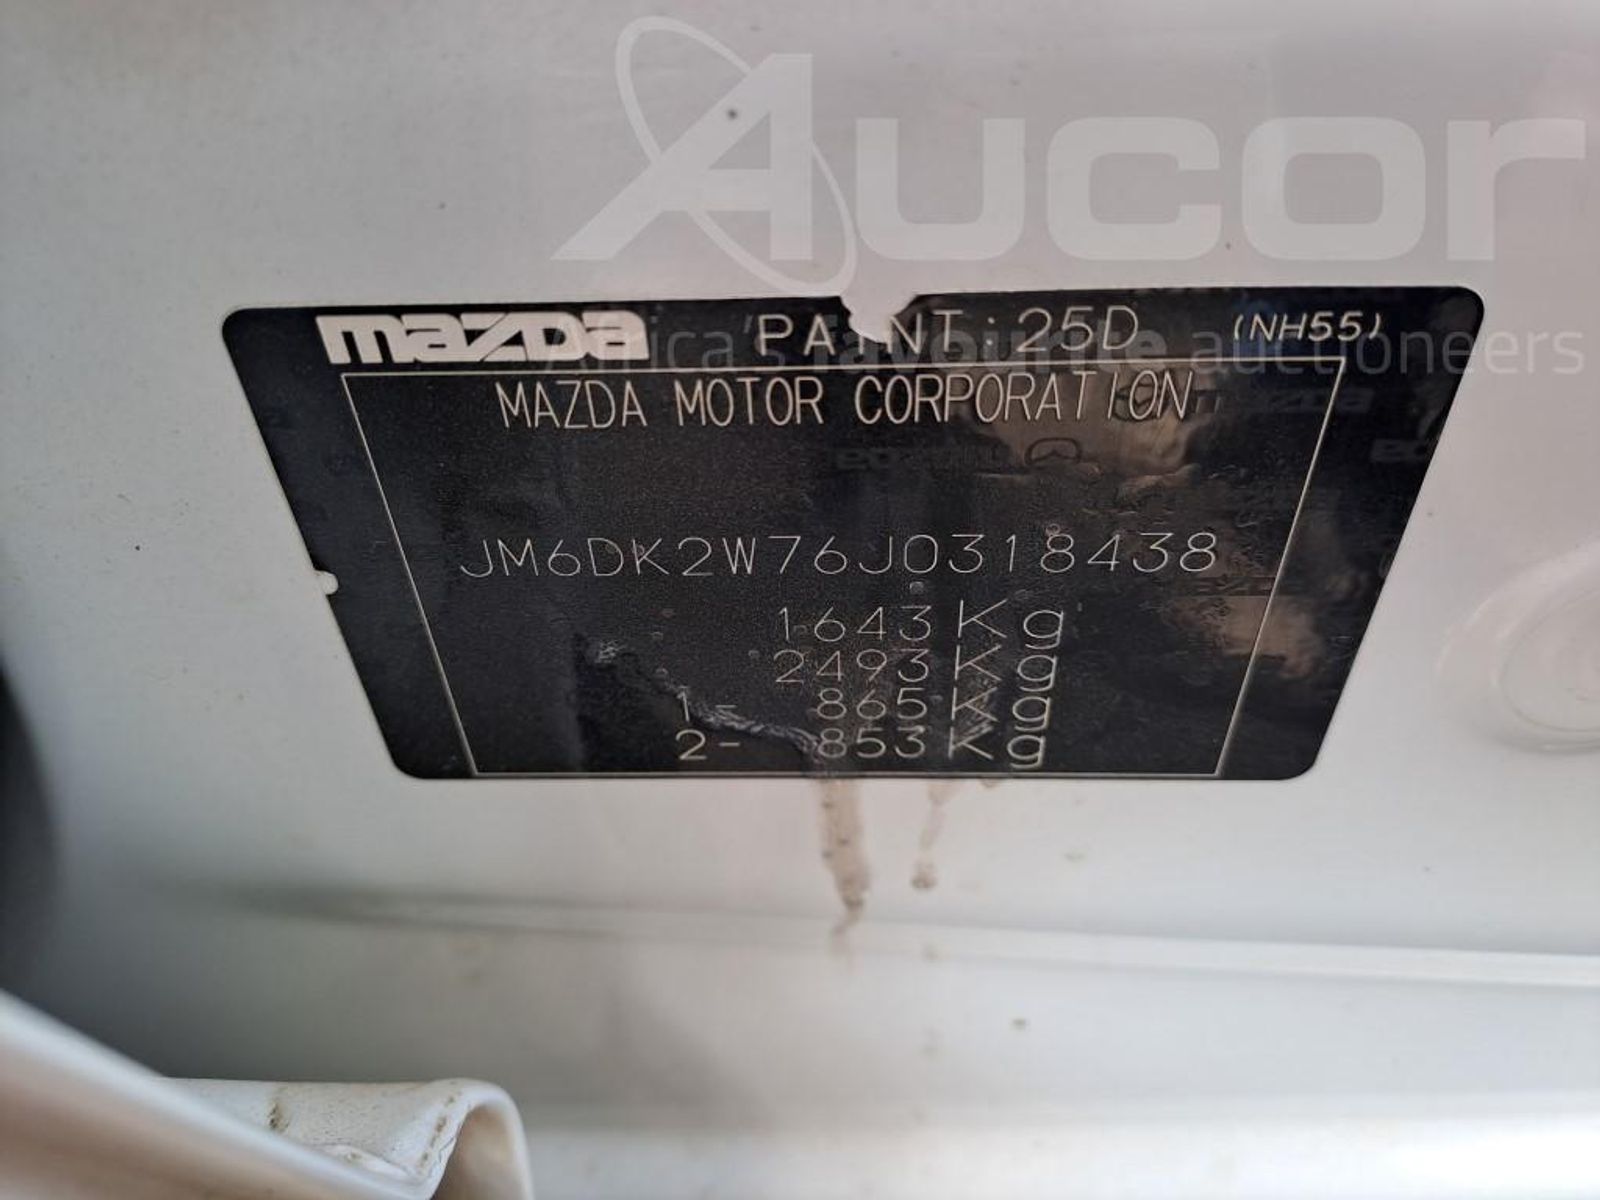 Aucor
Africa's favourite auctioneers
mazda PAINT: 25D (NH55)
MAZDA MOTOR CORPORATION
JM6DK2W76J0318438
1643Kg
2493Kg
1- 865Kg
2- 853Kg